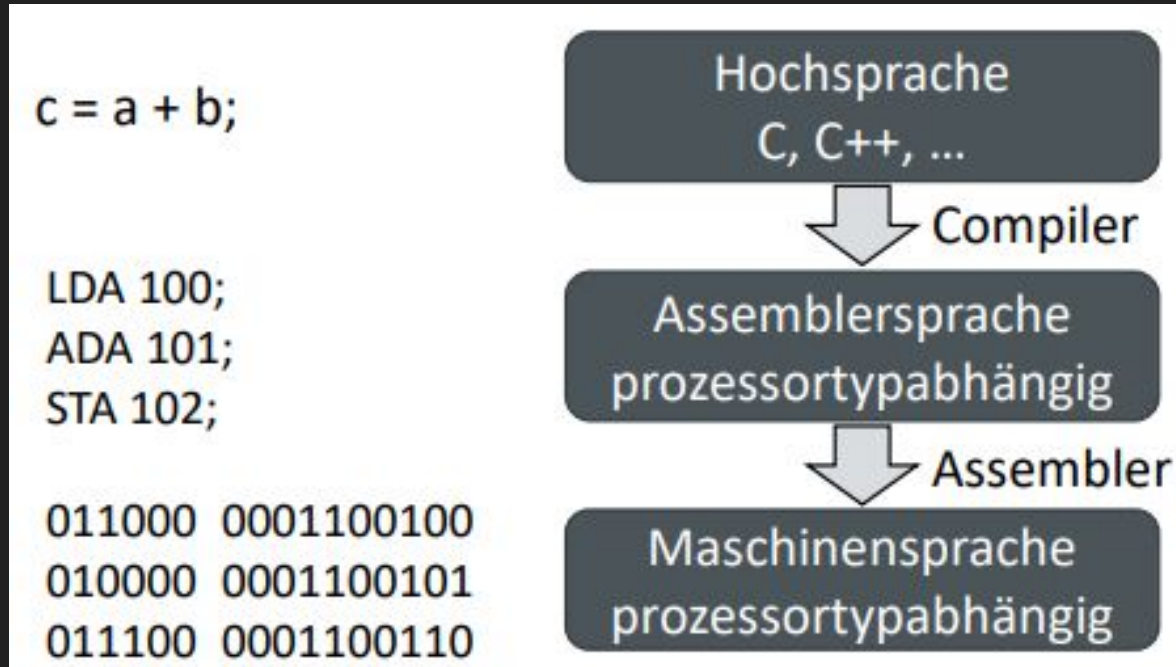 c = a + b;
Hochsprache
C, C++, ...
Compiler
LDA 100;
ADA 101;
STA 102;
Assemblersprache
prozessortypabhängig
Assembler
011000 0001100100
010000 0001100101
011100 0001100110
Maschinensprache
prozessortypabhängig